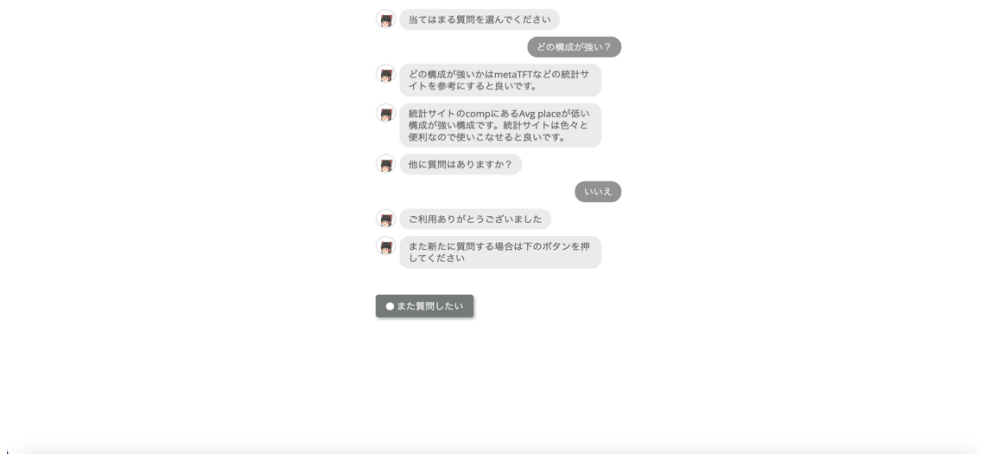 当てはまる質問を選んでください
どの構成が強い？
どの構成が強いかはmetaTFTなどの統計サ
イトを参考にすると良いです。
統計サイトのcompにあるAvg placeが低い
構成が強い構成です。統計サイトは色々と
便利なので使いこなせると良いです。
他に質問はありますか？
いいえ
ご利用ありがとうございました
また新たに質問する場合は下のボタンを押
してください
また質問したい